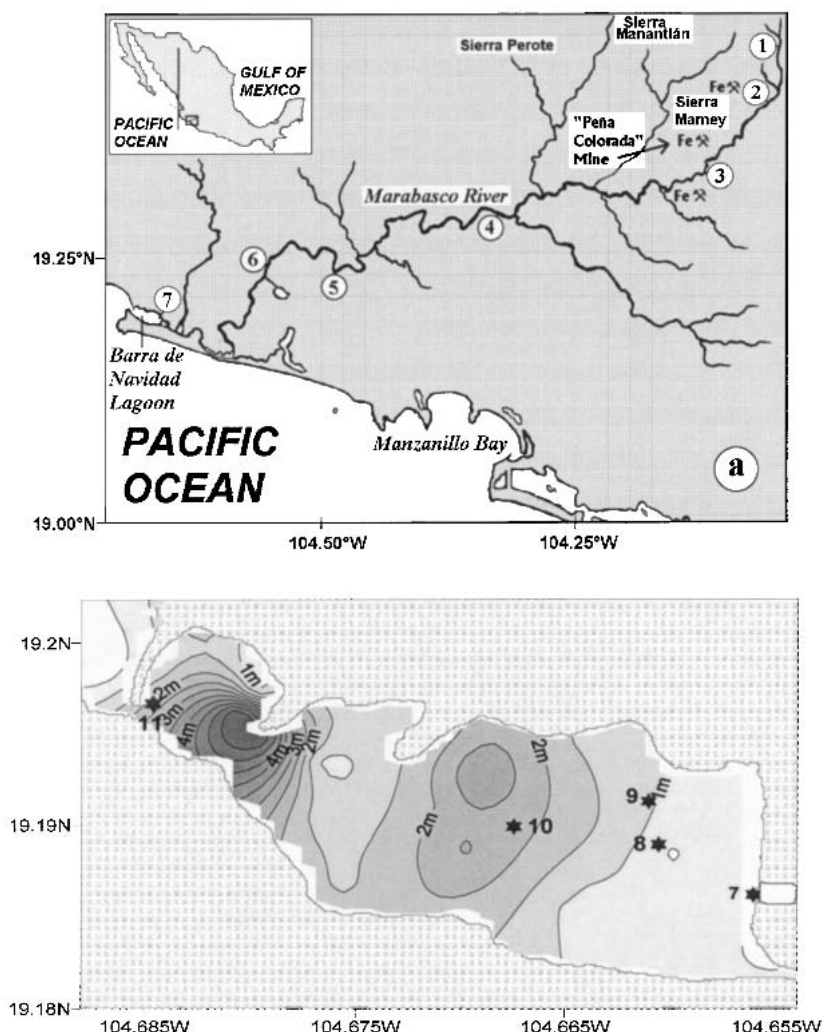 Sierra
Manantlán
Sierra Perote
1
GULF OF
MEXICO
Fe
2
PACIFIC
OCEAN
"Peña
Colorada"
Mine
Sierra
Mamey
Fe
3
Marabasco River
Fe
4
19.25°N
6
5
7
Barra de
Navidad
Lagoon
PACIFIC
OCEAN
Manzanillo Bay
a
19.00°N
104.50°W
104.25°W
19.2N
1m
2m
11
3m
4m
4m
3m
2m
2m
9
1m
19.19N
2m
10
8
7
19.18N
104.685W
104.675W
104.665W
104.655W